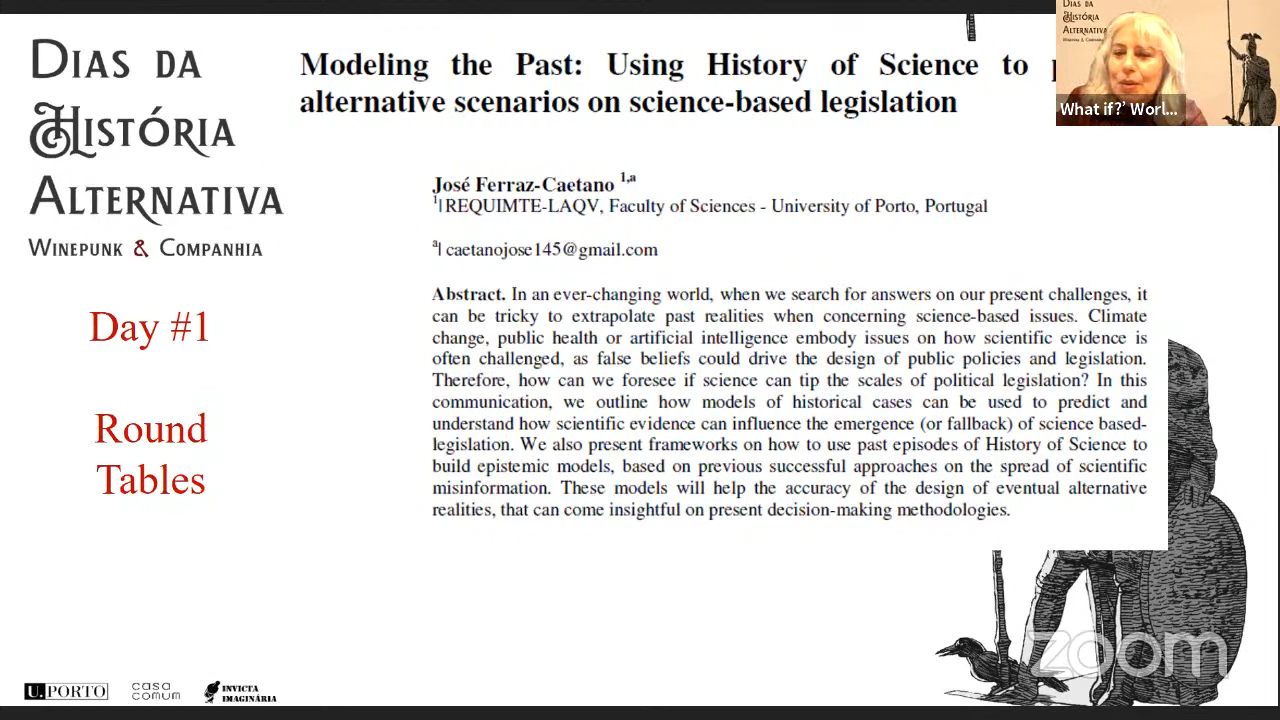 DIAS DA
HISTÓRIA
ALTERNATIVA
WINEPUNK & COMPANHIA
Day #1
Round
Tables
Modeling the Past: Using History of Science to
alternative scenarios on science-based legislation
José Ferraz-Caetano 1,a
1| REQUIMTE-LAQV, Faculty of Sciences - University of Porto, Portugal
a| caetanojose145@gmail.com
Abstract. In an ever-changing world, when we search for answers on our present challenges, it
can be tricky to extrapolate past realities when concerning science-based issues. Climate
change, public health or artificial intelligence embody issues on how scientific evidence is
often challenged, as false beliefs could drive the design of public policies and legislation.
Therefore, how can we foresee if science can tip the scales of political legislation? In this
communication, we outline how models of historical cases can be used to predict and
understand how scientific evidence can influence the emergence (or fallback) of science based-
legislation. We also present frameworks on how to use past episodes of History of Science to
build epistemic models, based on previous successful approaches on the spread of scientific
misinformation. These models will help the accuracy of the design of eventual alternative
realities, that can come insightful on present decision-making methodologies.
DIAS DA
HISTÓRIA
ALTERNATIVA
What if?' Worl...
zoom
U.PORTO
casa
comum
INVICTA
IMAGINÁRIA